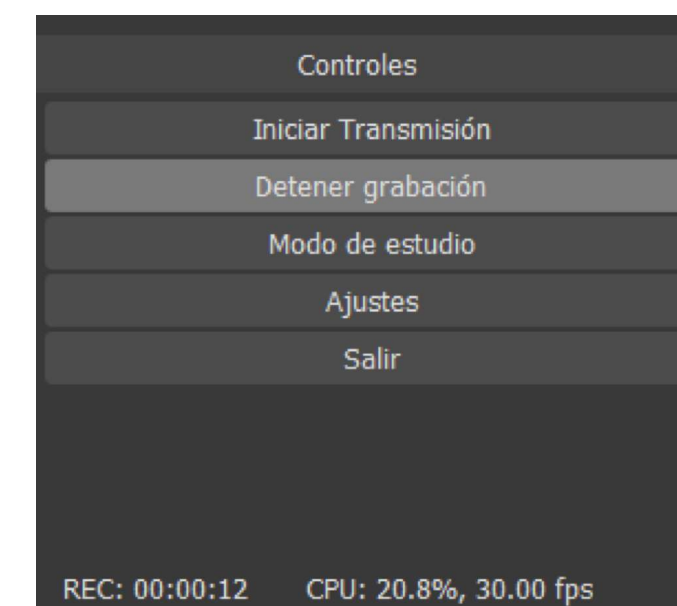 Controles
Iniciar Transmisión
Detener grabación
Modo de estudio
Ajustes
Salir
REC: 00:00:12 CPU: 20.8%, 30.00 fps